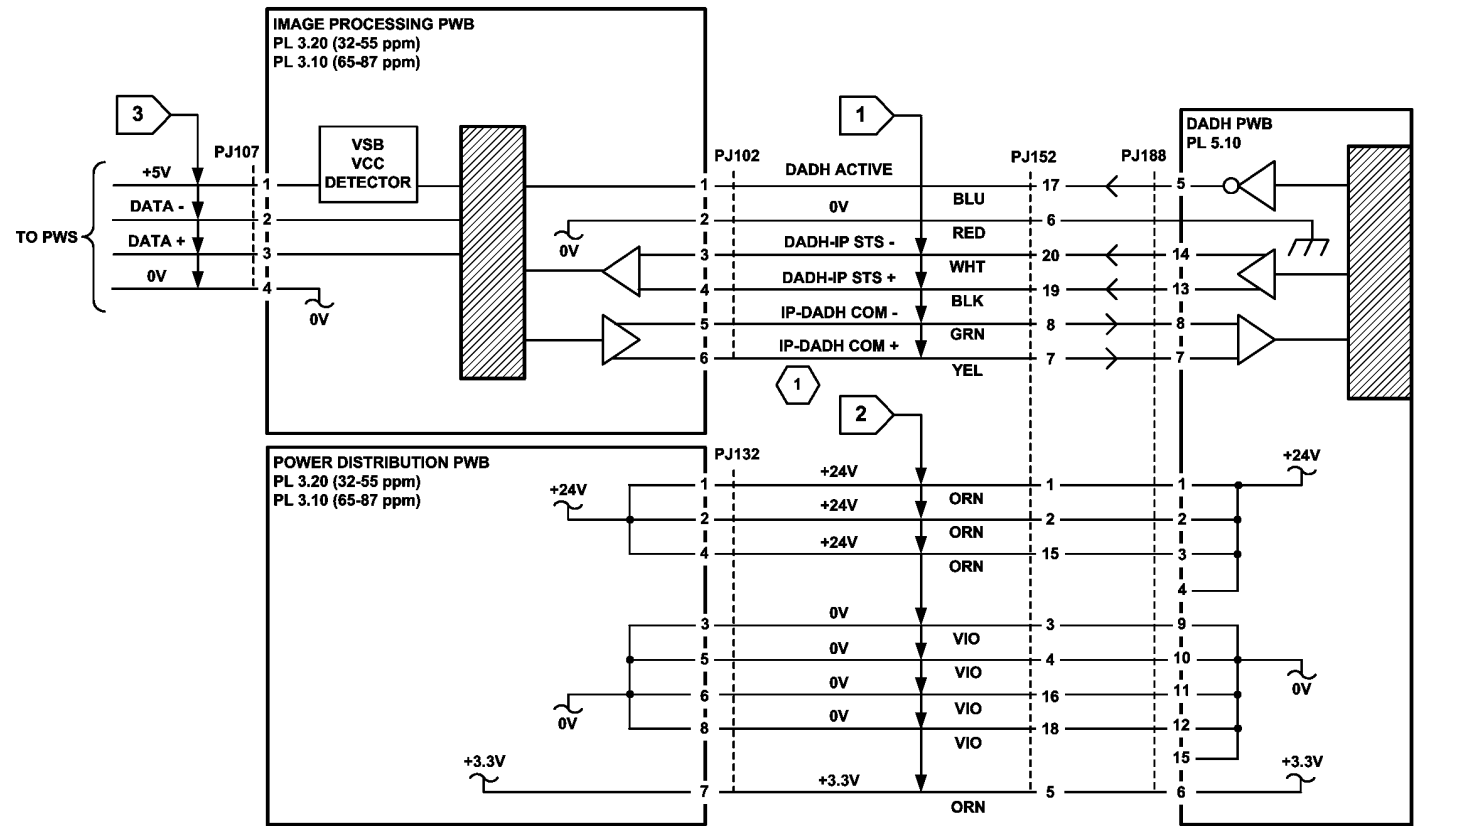 IMAGE PROCESSING PWB
PL 3.20 (32-55 ppm)
PL 3.10 (65-87 ppm)
3
1
PJ107
VSB
VCC
DETECTOR
PJ102
PJ152
PJ188
DADH PWB
PL 5.10
+5V
1
1
DADH ACTIVE
BLU
17
5
DATA -
2
0V
2
0V
RED
6
TO PWS
DATA +
3
3
DADH-IP STS -
WHT
20
14
0V
4
0V
4
DADH-IP STS +
BLK
19
13
5
IP-DADH COM -
GRN
8
8
6
IP-DADH COM +
YEL
7
7
1
2
POWER DISTRIBUTION PWB
PL 3.20 (32-55 ppm)
PL 3.10 (65-87 ppm)
PJ132
+24V
1
+24V
ORN
1
1
+24V
2
+24V
ORN
2
2
4
+24V
ORN
15
3
4
3
0V
VIO
3
9
5
0V
VIO
4
10
0V
6
0V
VIO
16
11
0V
8
0V
VIO
18
12
15
+3.3V
7
+3.3V
ORN
5
6
+3.3V